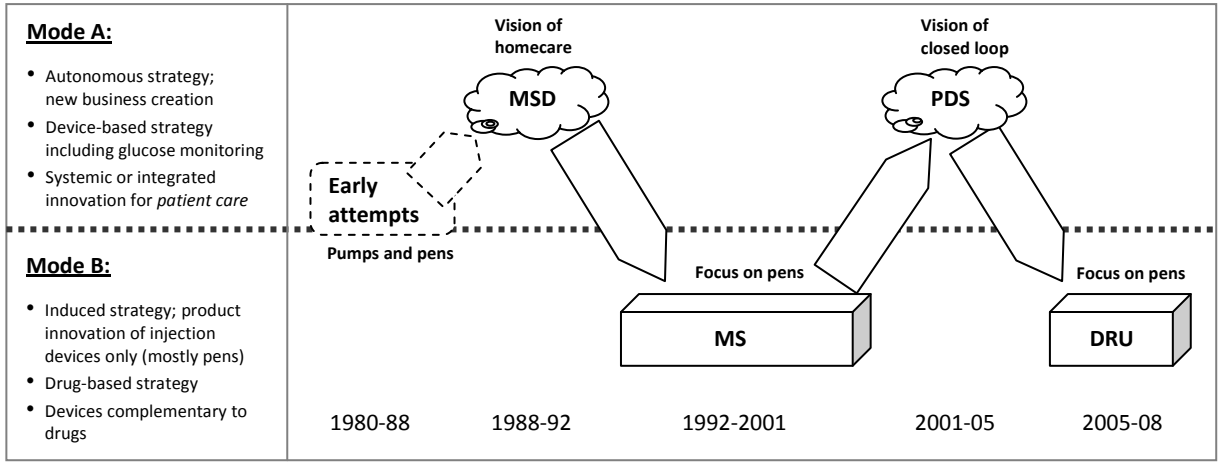 Mode A:
• Autonomous strategy;
new business creation
• Device-based strategy
including glucose monitoring
• Systemic or integrated
innovation for patient care
Vision of
homecare
MSD
Vision of
closed loop
PDS
Early
attempts
Pumps and pens
Mode B:
• Induced strategy; product
innovation of injection
devices only (mostly pens)
• Drug-based strategy
• Devices complementary to
drugs
Focus on pens
MS
Focus on pens
DRU
1980-88
1988-92
1992-2001
2001-05
2005-08